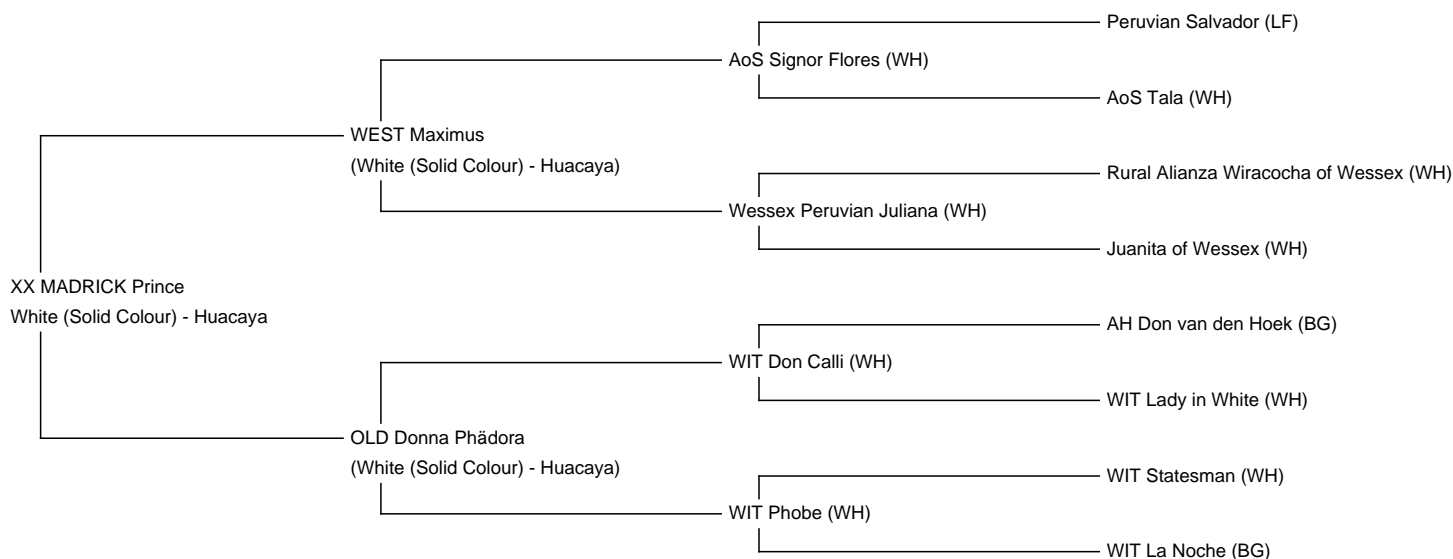 Peruvian Salvador (LF)
AoS Signor Flores (WH)
AoS Tala (WH)
WEST Maximus
(White (Solid Colour) - Huacaya)
Rural Alianza Wiracocha of Wessex (WH)
Wessex Peruvian Juliana (WH)
Juanita of Wessex (WH)
XX MADRICK Prince
White (Solid Colour) - Huacaya
AH Don van den Hoek (BG)
WIT Don Calli (WH)
WIT Lady in White (WH)
OLD Donna Phädora
(White (Solid Colour) - Huacaya)
WIT Statesman (WH)
WIT Phobe (WH)
WIT La Noche (BG)